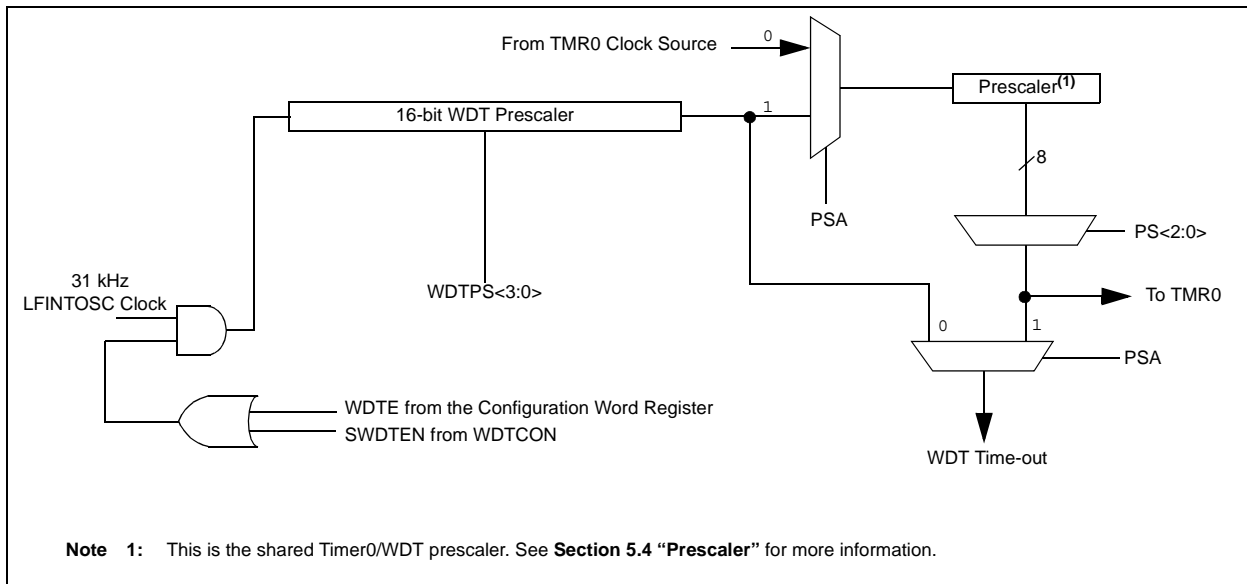 From TMR0 Clock Source
0
Prescaler(1)
16-bit WDT Prescaler
1
8
PSA
PS<2:0>
31 kHz
LFINTOSC Clock
WDTPS<3:0>
To TMR0
0
1
PSA
WDTE from the Configuration Word Register
SWDTEN from WDTCON
WDT Time-out
Note 1: This is the shared Timer0/WDT prescaler. See Section 5.4 “Prescaler” for more information.